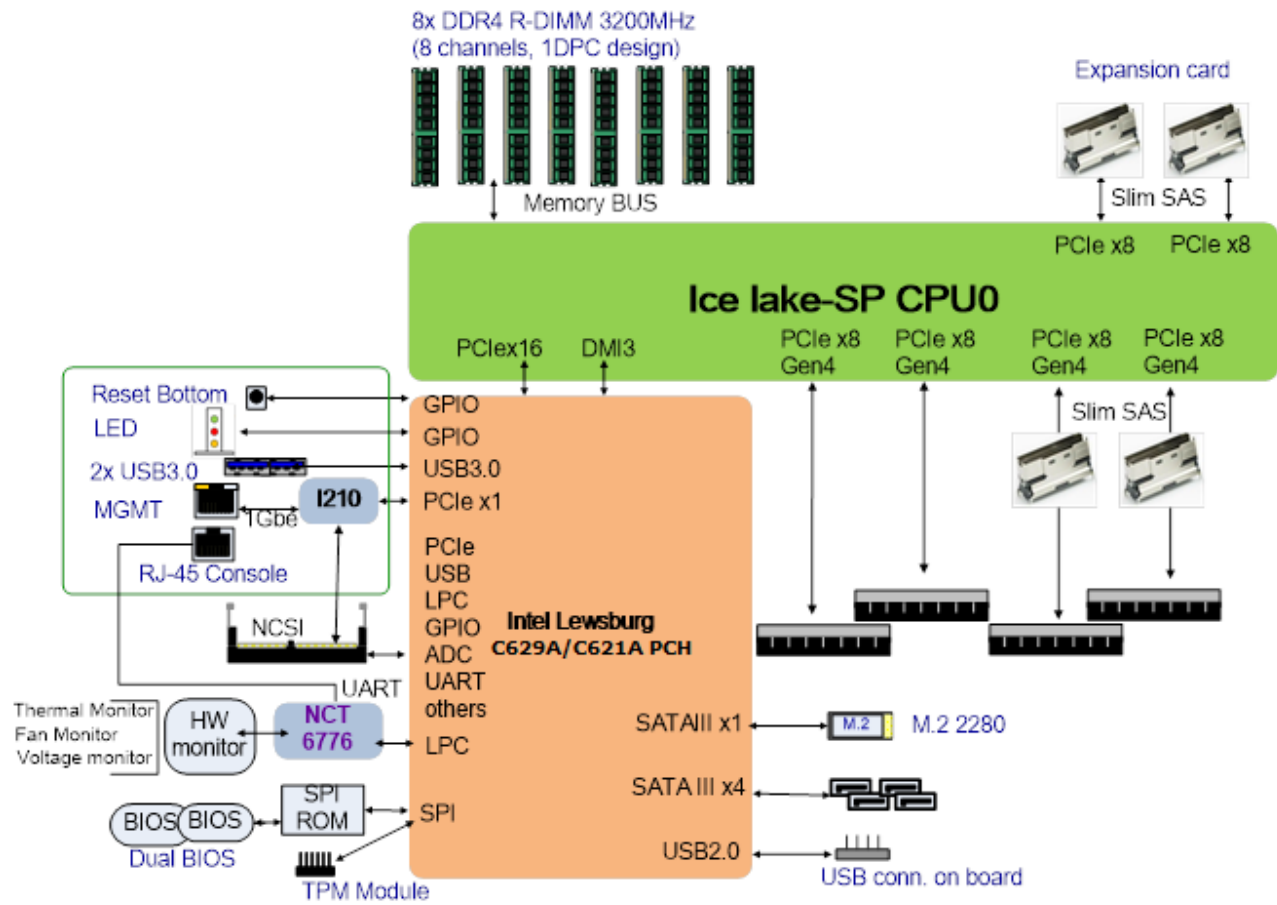 8x DDR4 R-DIMM 3200MHz
(8 channels, 1DPC design)
Expansion card
Memory BUS
Slim SAS
PCIe x8
PCIe x8
Ice lake-SP CPU0
PCIe x8
Gen4
PCIe x8
Gen4
PCIe x8
Gen4
PCIe x8
Gen4
PCIex16
DMI3
Slim SAS
Reset Bottom
LED
2x USB3.0
MGMT
1Gbe
I210
RJ-45 Console
GPIO
GPIO
USB3.0
PCIe x1
PCIe
USB
LPC
GPIO
ADC
UART
others
LPC
SPI
Intel Lewsburg
C629A/C621A PCH
NCSI
UART
Thermal Monitor
Fan Monitor
Voltage monitor
HW
monitor
NCT
6776
SPI
ROM
BIOS
BIOS
Dual BIOS
TPM Module
SATAIII x1
M.2
M.2 2280
SATA III x4
USB2.0
USB conn. on board